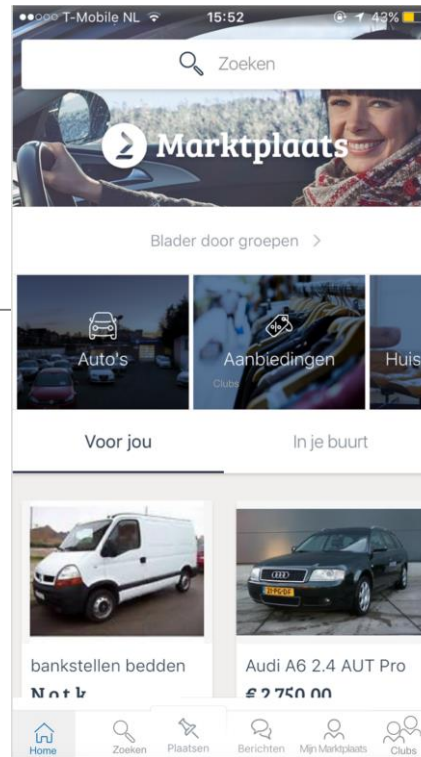 T-Mobile NL 15:52 43%
Zoeken
Marktplaats
Blader door groepen >
Auto's Aanbiedingen Huis
Clubs
Voor jou In je buurt
bankstellen bedden Audi A6 2.4 AUT Pro
€ 2.750,00
Home Zoeken Plaatsen Berichten Mijn Marktplaats Clubs